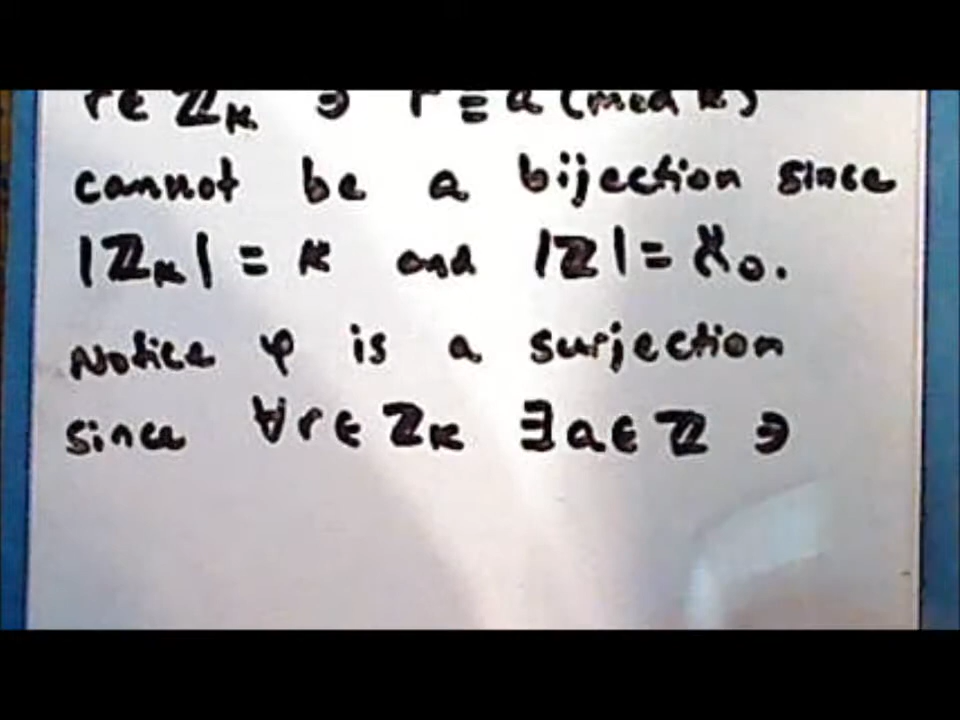 r∈ ℤₖ ∋ r ≡ a (mod k)
cannot be a bijection since
|ℤₖ| = k and |ℤ| = ℵ₀.
Notice φ is a surjection
since ∀r∈ ℤₖ ∃a∈ ℤ ∋